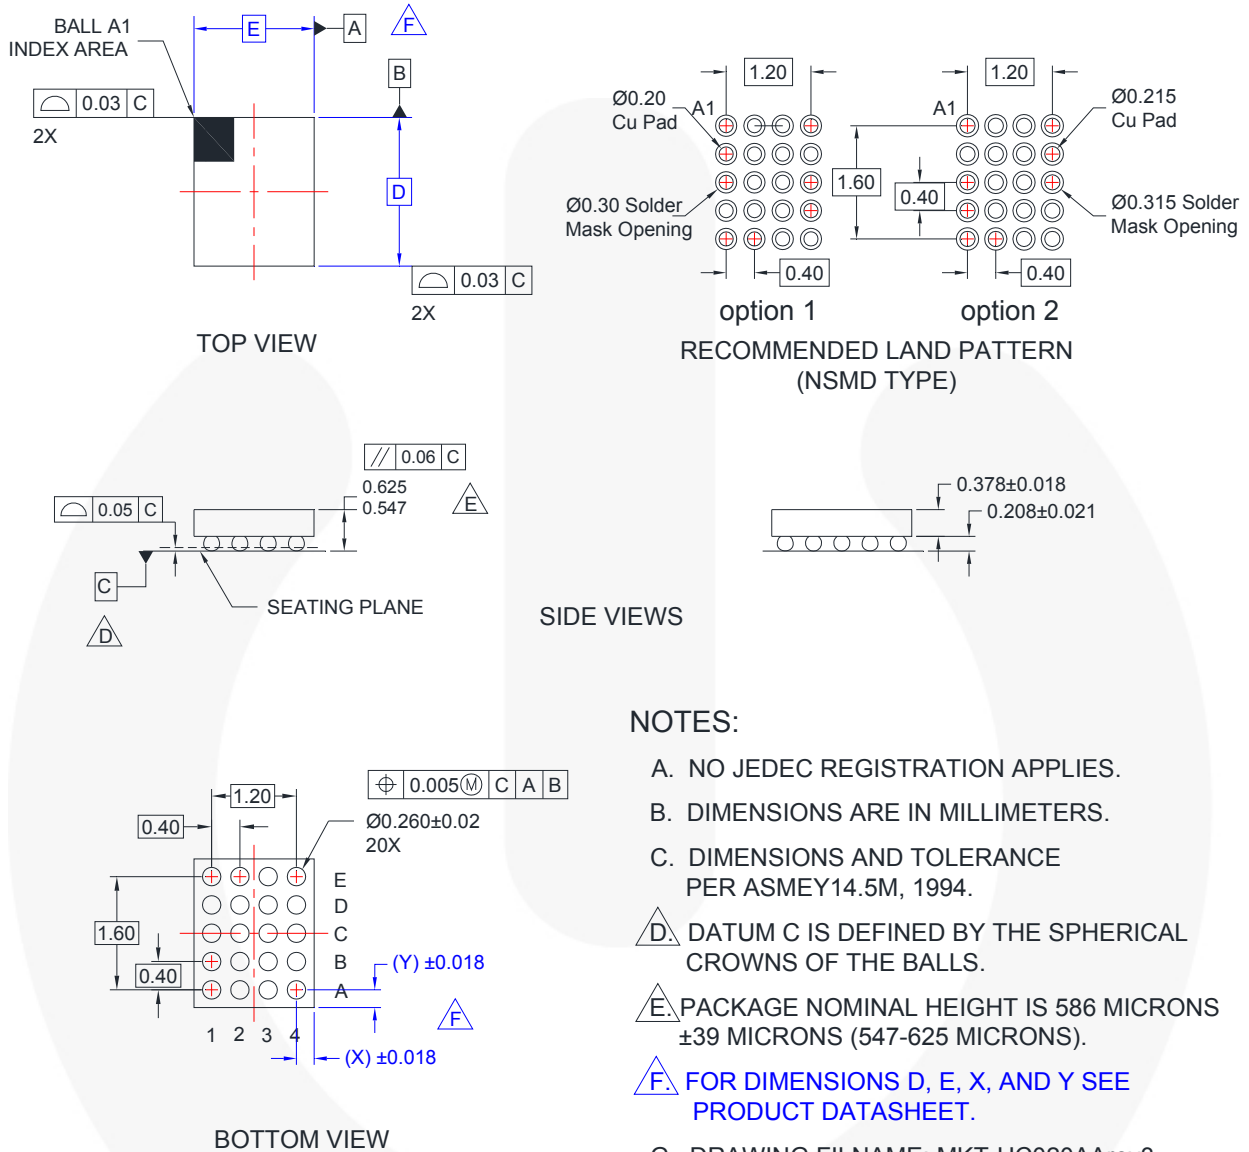 BALL A1
INDEX AREA
E
A
F
B
0.03 C
2X
D
0.03 C
2X
TOP VIEW
1.20
1.20
Ø0.20
Cu Pad
A1
A1
Ø0.215
Cu Pad
1.60
0.40
Ø0.30 Solder
Mask Opening
Ø0.315 Solder
Mask Opening
0.40
0.40
option 1
option 2
RECOMMENDED LAND PATTERN
(NSMD TYPE)
// 0.06 C
0.625
0.547
E
0.05 C
C
D
SEATING PLANE
0.378±0.018
0.208±0.021
SIDE VIEWS
1.20
0.40
0.005Ⓜ C A B
Ø0.260±0.02
20X
E
D
C
B
A
1.60
0.40
(Y) ±0.018
F
1 2 3 4
(X) ±0.018
BOTTOM VIEW
NOTES:
A. NO JEDEC REGISTRATION APPLIES.
B. DIMENSIONS ARE IN MILLIMETERS.
C. DIMENSIONS AND TOLERANCE
PER ASMEY14.5M, 1994.
D. DATUM C IS DEFINED BY THE SPHERICAL
CROWNS OF THE BALLS.
E. PACKAGE NOMINAL HEIGHT IS 586 MICRONS
±39 MICRONS (547-625 MICRONS).
F. FOR DIMENSIONS D, E, X, AND Y SEE
PRODUCT DATASHEET.
G. DRAWING FILNAME: